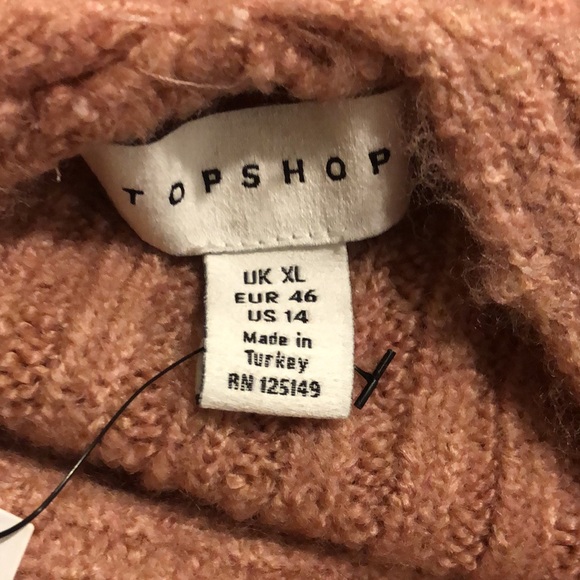 TOPSHOP
UK XL
EUR 46
US 14
Made in
Turkey
RN 125149